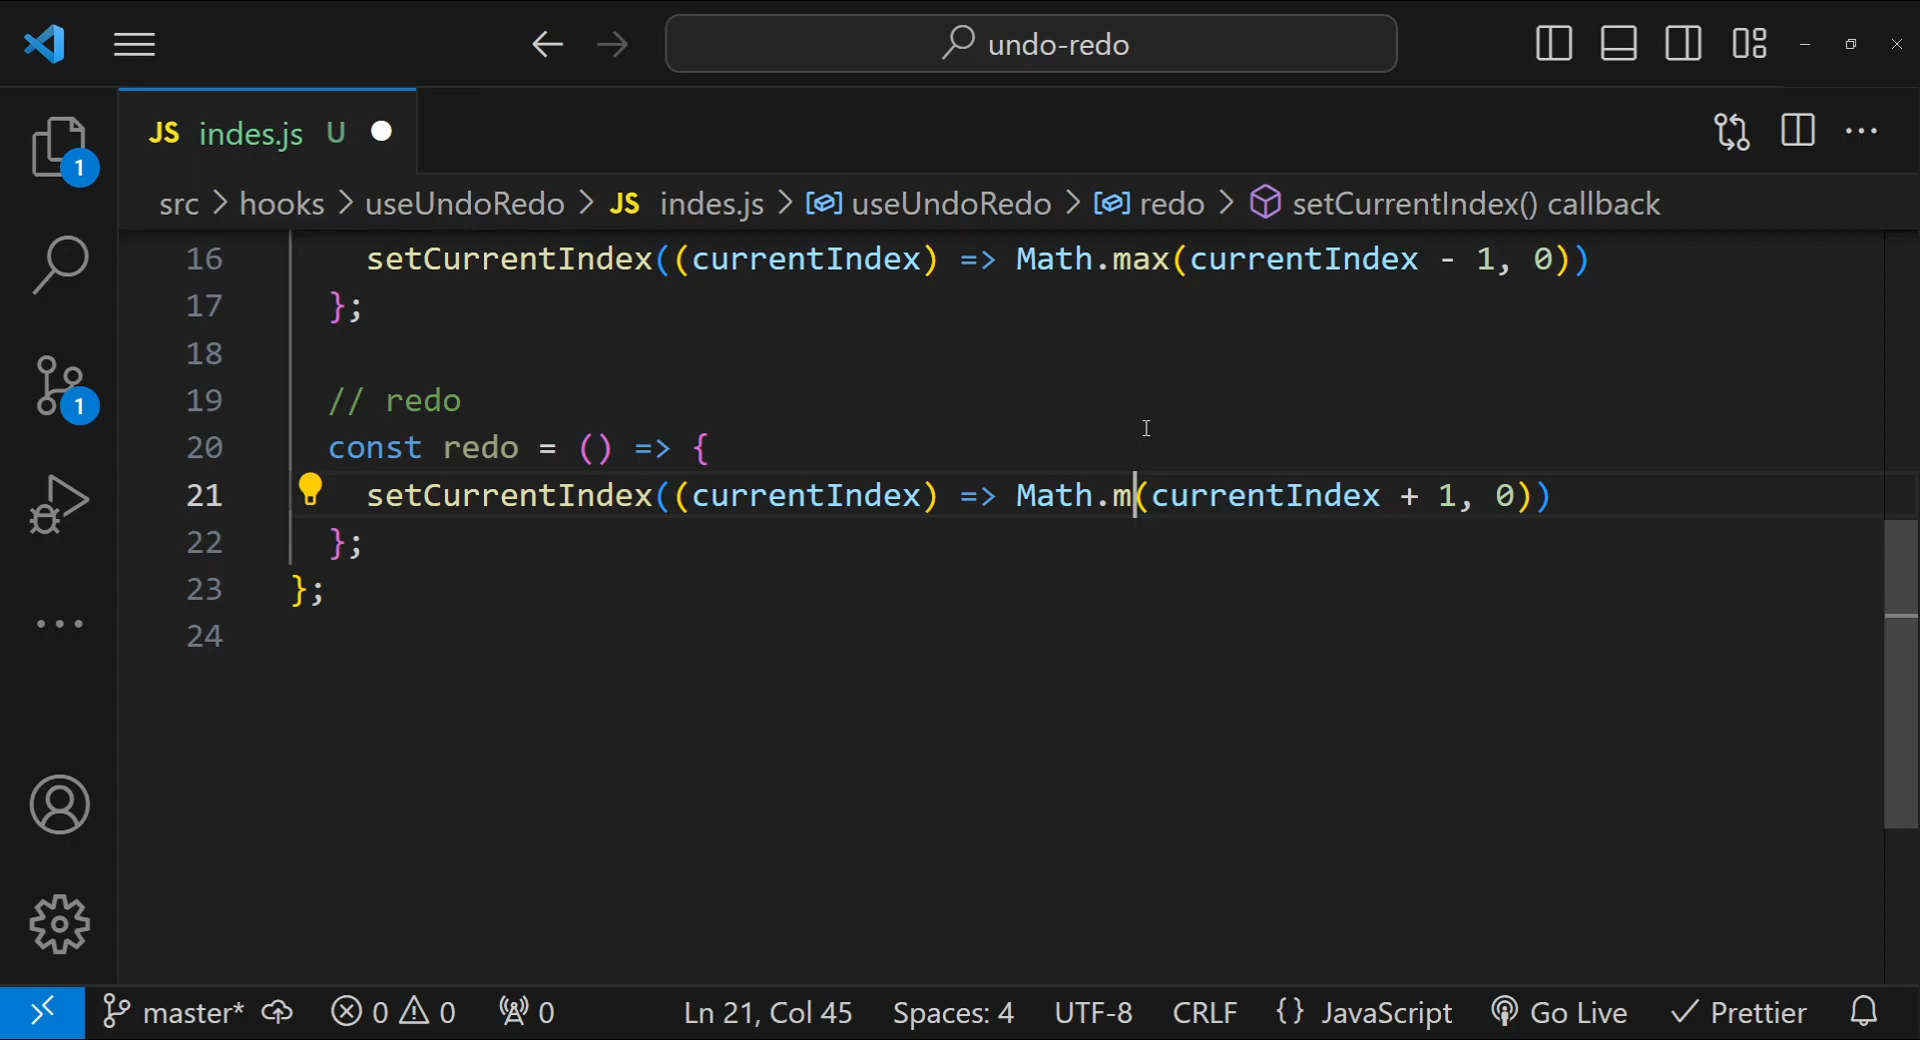 undo-redo
JS indes.js U
1
src > hooks > useUndoRedo > JS indes.js > useUndoRedo > redo > setCurrentIndex() callback
16 setCurrentIndex((currentIndex) => Math.max(currentIndex - 1, 0))
17 };
18
19 // redo
1
20 const redo = () => {
21 setCurrentIndex((currentIndex) => Math.m(currentIndex + 1, 0))
22 };
23 };
24
master* 0 0 0 Ln 21, Col 45 Spaces: 4 UTF-8 CRLF {} JavaScript Go Live Prettier